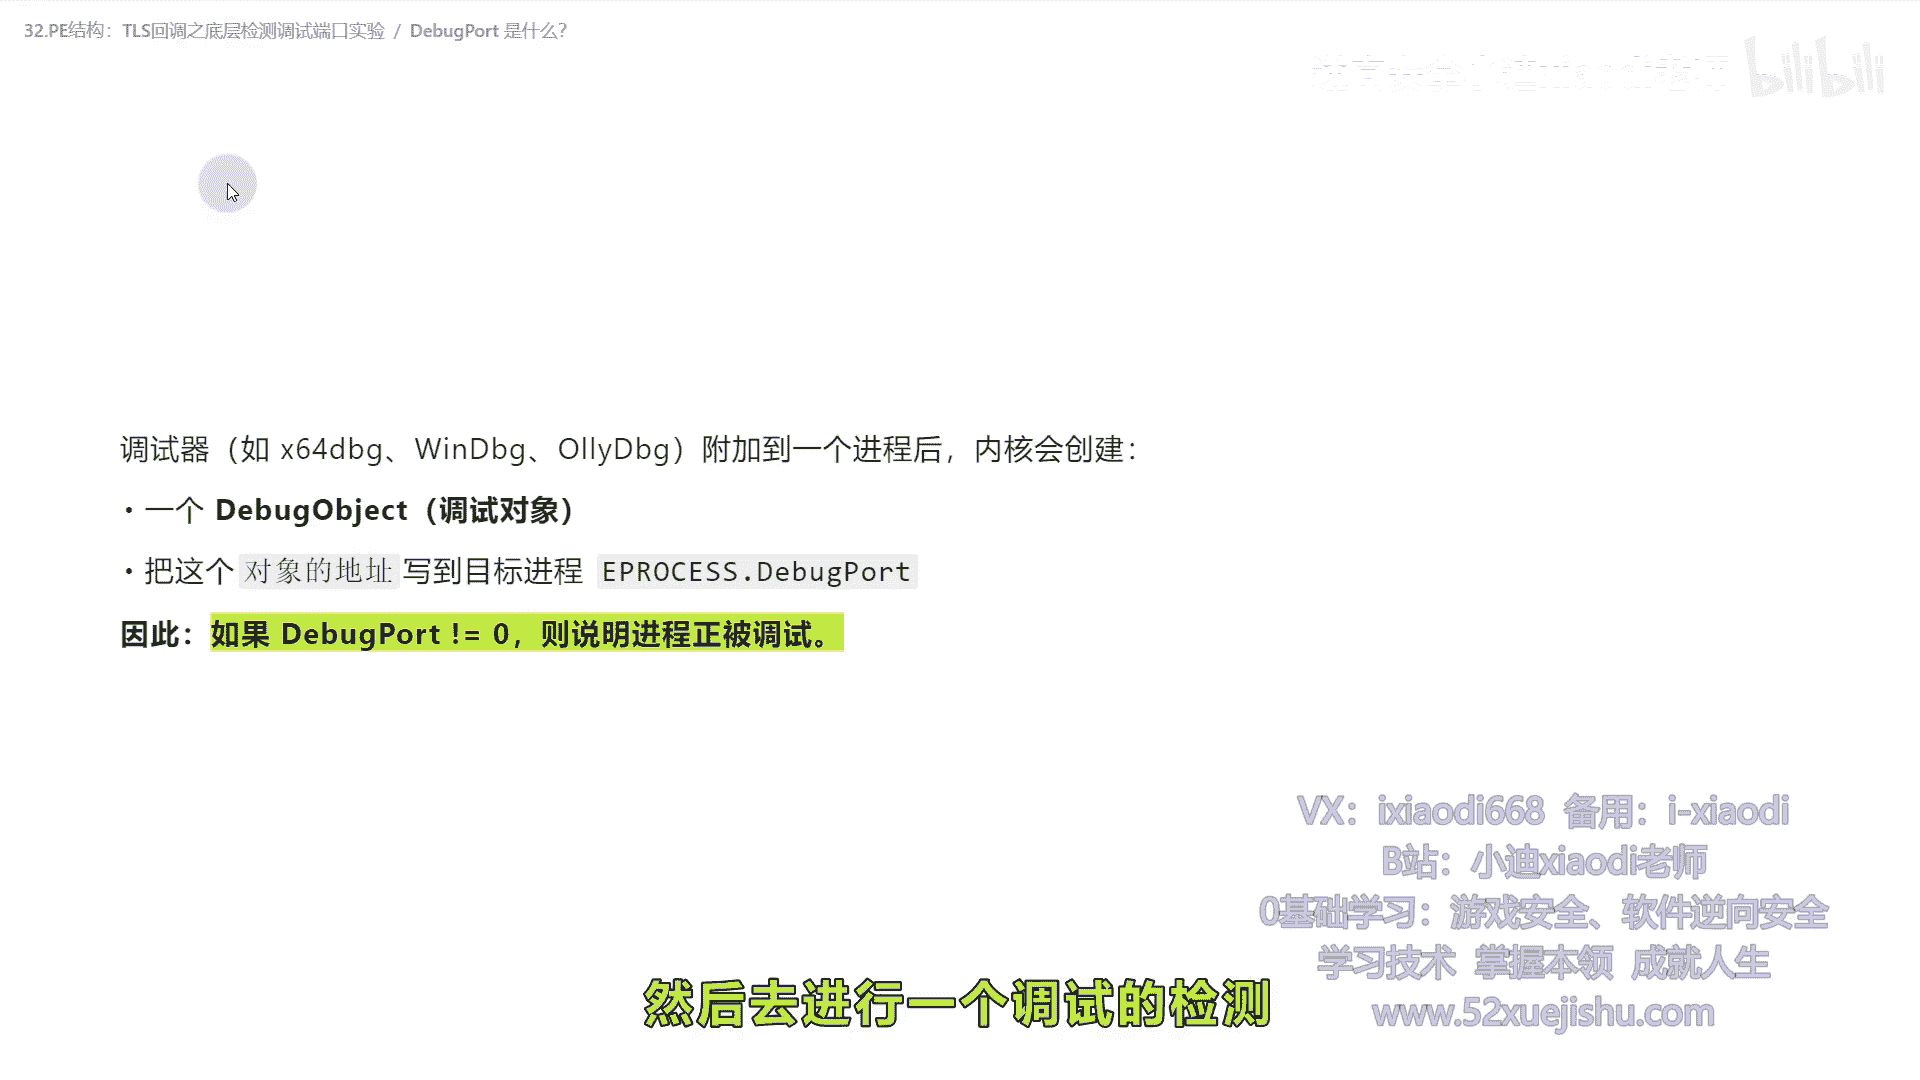 32.PE结构：TLS回调之底层检测调试端口实验 / DebugPort 是什么？
bilibili
调试器（如 x64dbg、WinDbg、OllyDbg）附加到一个进程后，内核会创建：
• 一个 DebugObject（调试对象）
• 把这个 对象的地址 写到目标进程 EPROCESS.DebugPort
因此：如果 DebugPort != 0，则说明进程正被调试。
VX：ixiaodi668 备用：i-xiaodi
B站：小迪xiaodi老师
0基础学习：游戏安全、软件逆向安全
学习技术 掌握本领 成就人生
www.52xuejishu.com
然后去进行一个调试的检测